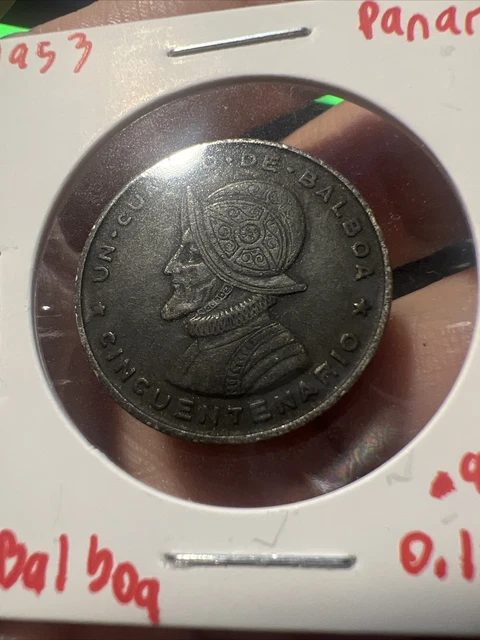 1953 Panar
UN · CUARTO · DE · BALBOA
★ CINCUENTENARIO ★
.9
Balboa 0.1